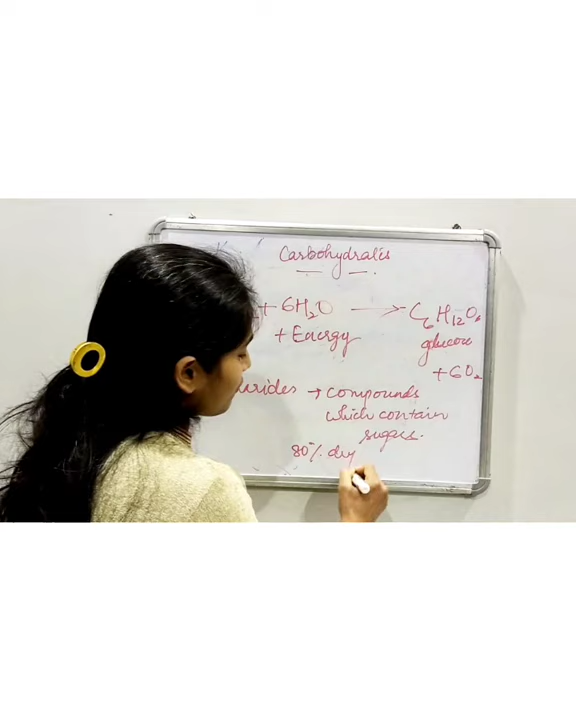 Carbohydrates
+ 6H₂O → C₆H₁₂O₆
+ Energy glucose
+ 6O₂
arides → compounds
which contain
sugars.
80% dry